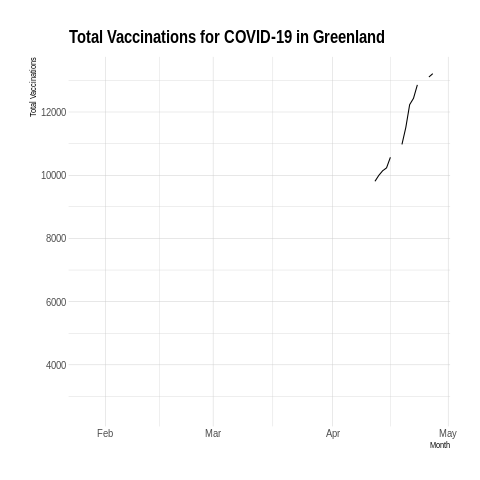 Total Vaccinations for COVID-19 in Greenland
Total Vaccinations
12000
10000
8000
6000
4000
Feb Mar Apr May
Month